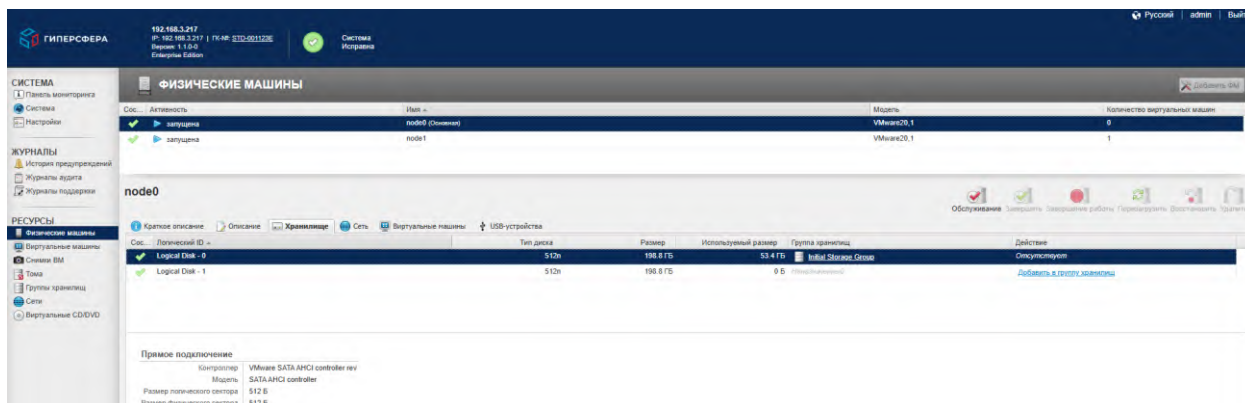 Русский | admin | Вый
ГИПЕРСФЕРА
192.168.3.217
IP: 192.168.3.217 | ПК-№: STD-001123E
Версия: 1.1.0-0
Enterprise Edition
Система
Исправна
СИСТЕМА
Панель мониторинга
Система
Настройки
ЖУРНАЛЫ
История предупреждений
Журналы аудита
Журналы поддержки
РЕСУРСЫ
Физические машины
Виртуальные машины
Снимки ВМ
Тома
Группы хранилищ
Сети
Виртуальные CD/DVD
ФИЗИЧЕСКИЕ МАШИНЫ
Добавить ФМ
Сос... Активность Имя Модель Количество виртуальных машин
запущена node0 (Основная) VMware20,1 0
запущена node1 VMware20,1 1
node0
Обслуживание Завершить Завершение работы Перезагрузить Восстановить Удалить
Краткое описание Описание Хранилище Сеть Виртуальные машины USB-устройства
Сос... Логический ID Тип диска Размер Используемый размер Группа хранилищ Действие
Logical Disk - 0 512n 198.8 ГБ 53.4 ГБ Initial Storage Group Отсутствует
Logical Disk - 1 512n 198.8 ГБ 0 Б Добавить в группу хранилищ
Прямое подключение
Контроллер VMware SATA AHCI controller rev
Модель SATA AHCI controller
Размер логического сектора 512 Б
Размер физического сектора 512 Б